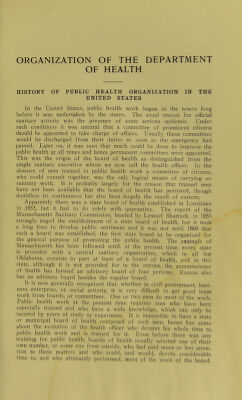 ORGANIZATION OF THE DEPARTMENT
OF HEALTH
HISTORY OF PUBLIC HEALTH ORGANIZATION IN THE
UNITED STATES
In the United States, public health work began in the towns long
before it was undertaken by the states. The usual reason for official
sanitary activity was the presence of some serious epidemic. Under
such conditions it was natural that a committee of prominent citizens
should be appointed to take charge of affairs. Usually these committees
would be discharged from their duties as soon as the emergency had
passed. Later on, it was seen that much could be done to improve the
public health at all times and hence permanent committees were appointed.
This was the origin of the board of health as distinguished from the
single sanitary executive whom we now call the health officer. In the
absence of men trained in public health work a committee of citizens,
who could consult together, was the only logical means of carrying on
sanitary work. It is probably largely for the reason that trained men
have not been available that the board of health has persisted, though
doubtless its continuance has also been largely the result of custom.
Apparently there was a state board of health established in Louisiana
in 1855, but it had to do solely with quarantine. The report of the
Massachusetts Sanitary Commission, headed by Lemuel Shattuck, in 1850
strongly urged the establishment of a state board of health, but it took
a long time to develop public sentiment and it was not until 1869 that
such a board was established, the first state board to be organized for
the general purpose of promoting the public health. The example of
Massachusetts has been followed until, at the present time, every state
is provided with a central sanitary organization, which in all but
Oklahoma, consists in part at least of a board of health, and in this
state, although it is not provided for in the statute, the commissioner
of health has formed an advisory board of four persons. Kansas also
has an advisory board besides the regular board.
It is now generally recognized that, whether in civil government, busi-
ness enterprise, or social activity, it is very difficult to get good team
work from boards, or committees. One or two men do most of the work.
Public health work at the present time requires men who have been
especially trained and who have a wide knowledge, which can only be
secured by years of study or experience. It is impossible to have a state
or municipal board of health composed of such men, hence has come
about the evolution of the health officer who devotes his whole time to
public health work and is trained for it. Even before there was any
training for public health, boards of health usually selected one of their
own number, or some one from outside, who had paid more or less atten-
tion to these matters and who could, and would, devote considerable
time to, and who ultimately performed, most of the work of the board.